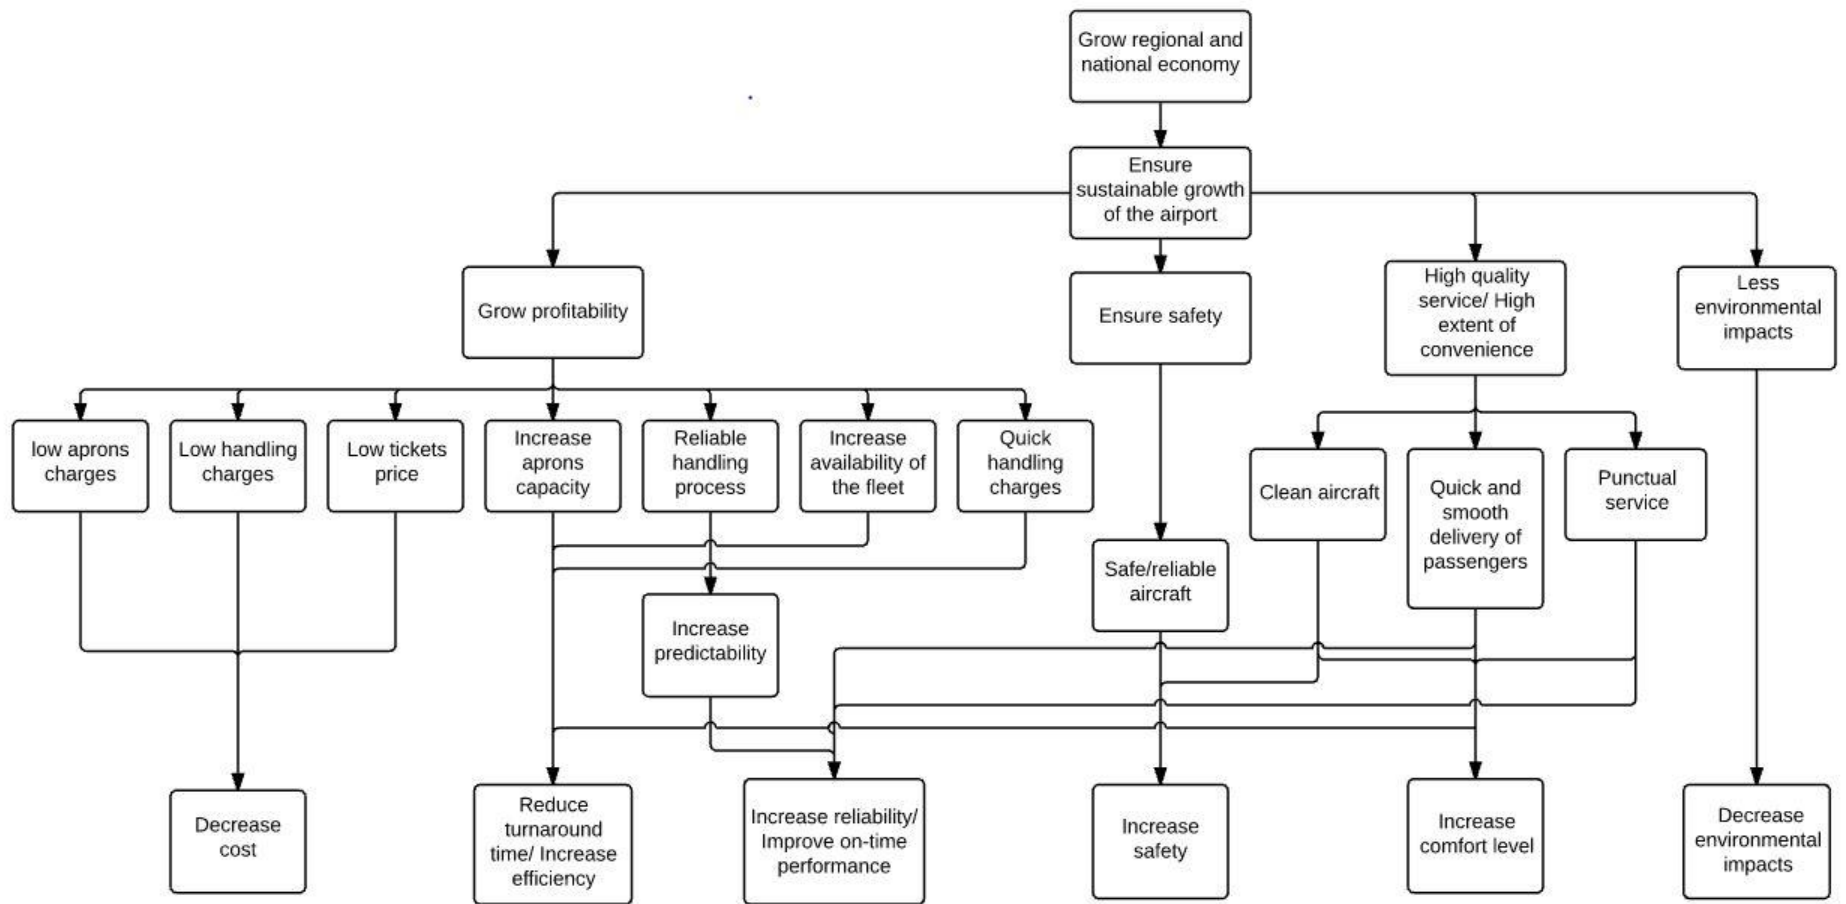 Grow regional and
national economy
Ensure
sustainable growth
of the airport
Grow profitability
Ensure safety
High quality
service/ High
extent of
convenience
Less
environmental
impacts
low aprons
charges
Low handling
charges
Low tickets
price
Increase
aprons
capacity
Reliable
handling
process
Increase
availability of
the fleet
Quick
handling
charges
Clean aircraft
Quick and
smooth
delivery of
passengers
Punctual
service
Safe/reliable
aircraft
Increase
predictability
Decrease
cost
Reduce
turnaround
time/ Increase
efficiency
Increase reliability/
Improve on-time
performance
Increase
safety
Increase
comfort level
Decrease
environmental
impacts